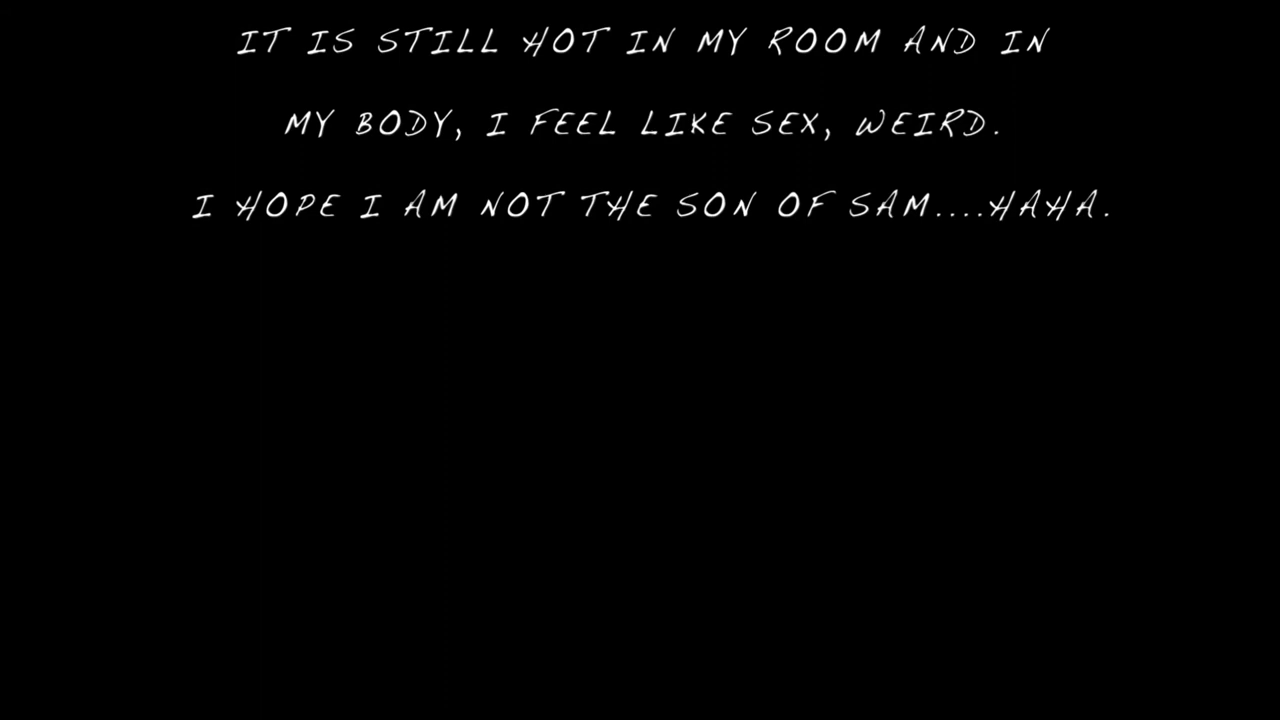 IT IS STILL HOT IN MY ROOM AND IN
MY BODY, I FEEL LIKE SEX, WEIRD.
I HOPE I AM NOT THE SON OF SAM....HAHA.